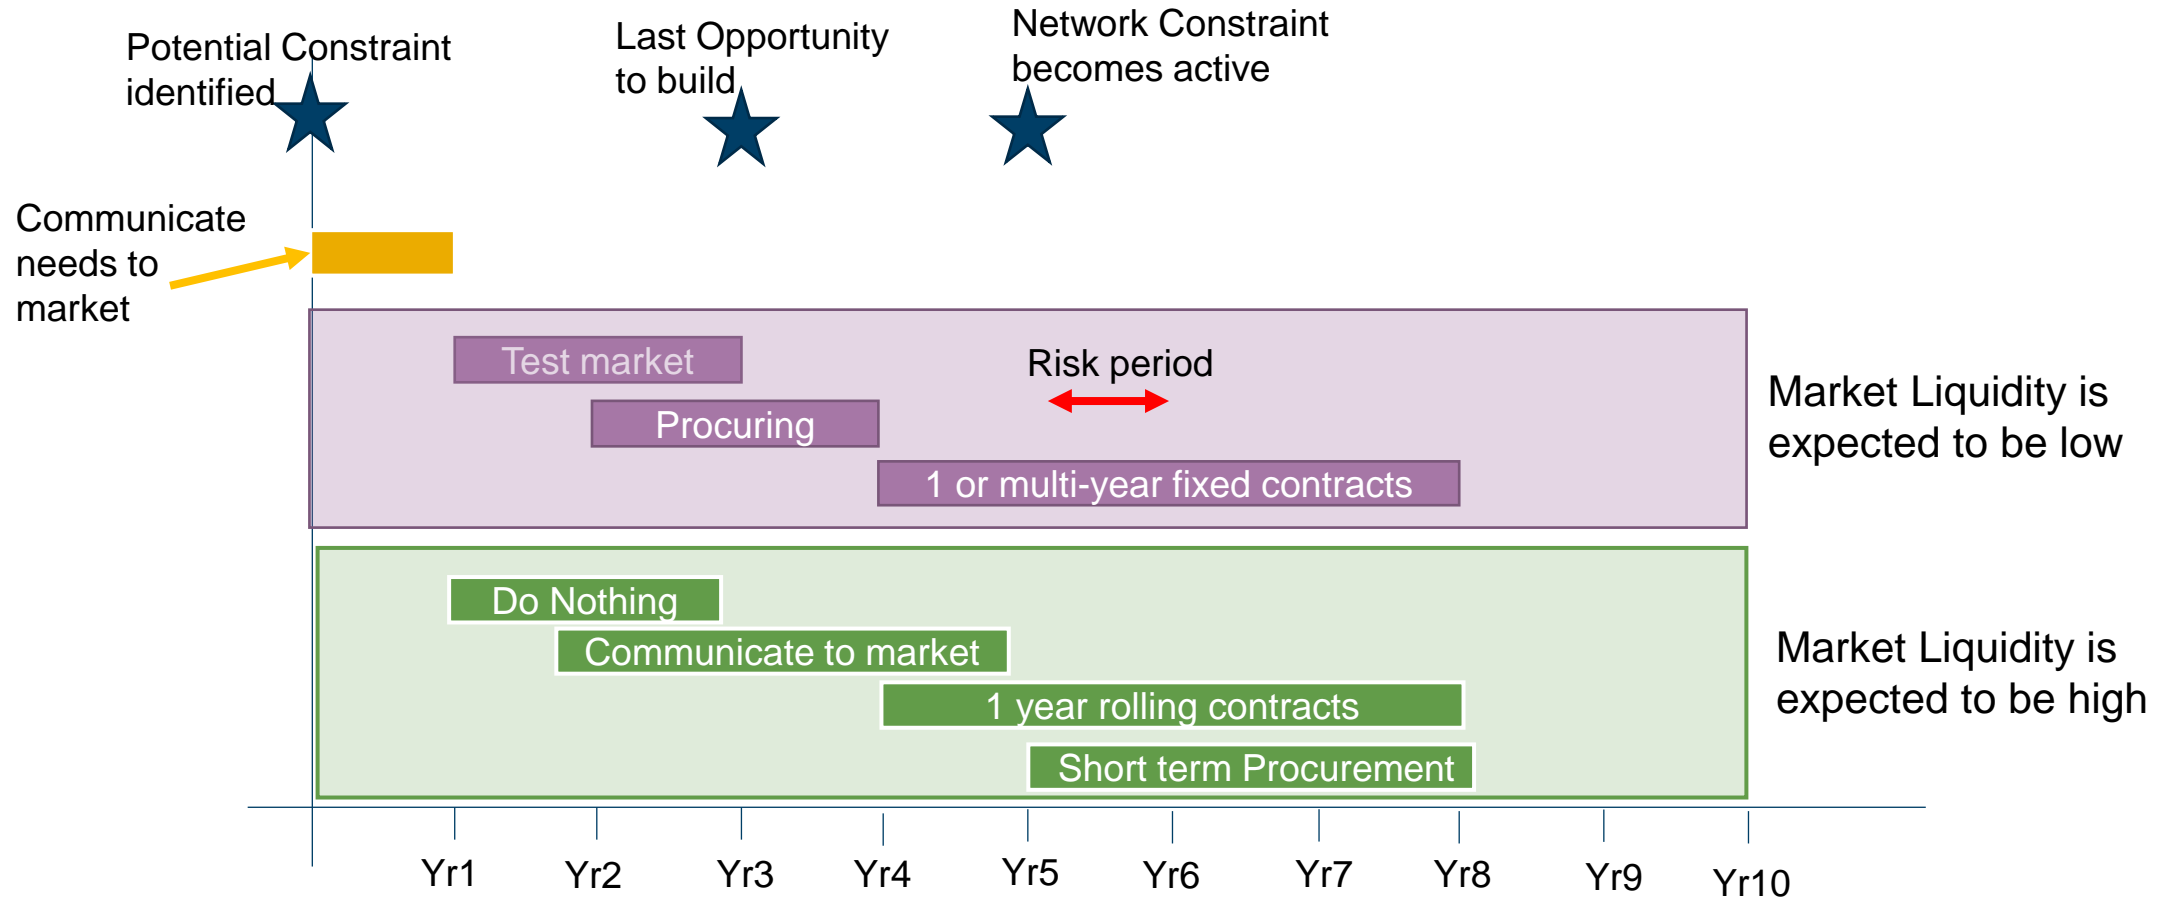 Potential Constraint
identified
Last Opportunity
to build
Network Constraint
becomes active
Communicate
needs to
market
Test market
Risk period
Procuring
1 or multi-year fixed contracts
Market Liquidity is
expected to be low
Do Nothing
Communicate to market
1 year rolling contracts
Short term Procurement
Market Liquidity is
expected to be high
Yr1 Yr2 Yr3 Yr4 Yr5 Yr6 Yr7 Yr8 Yr9 Yr10